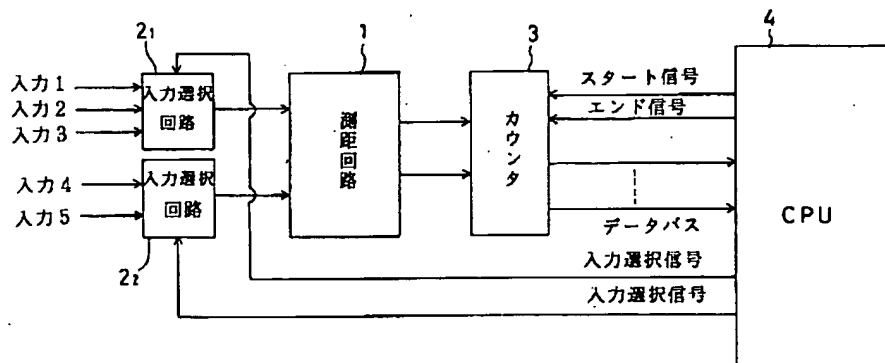 2₁
1
3
4
入力1
入力2
入力3
入力選択
回路
測距回路
カウンタ
スタート信号
エンド信号
入力4
入力5
入力選択
回路
データバス
CPU
入力選択信号
入力選択信号
2₂